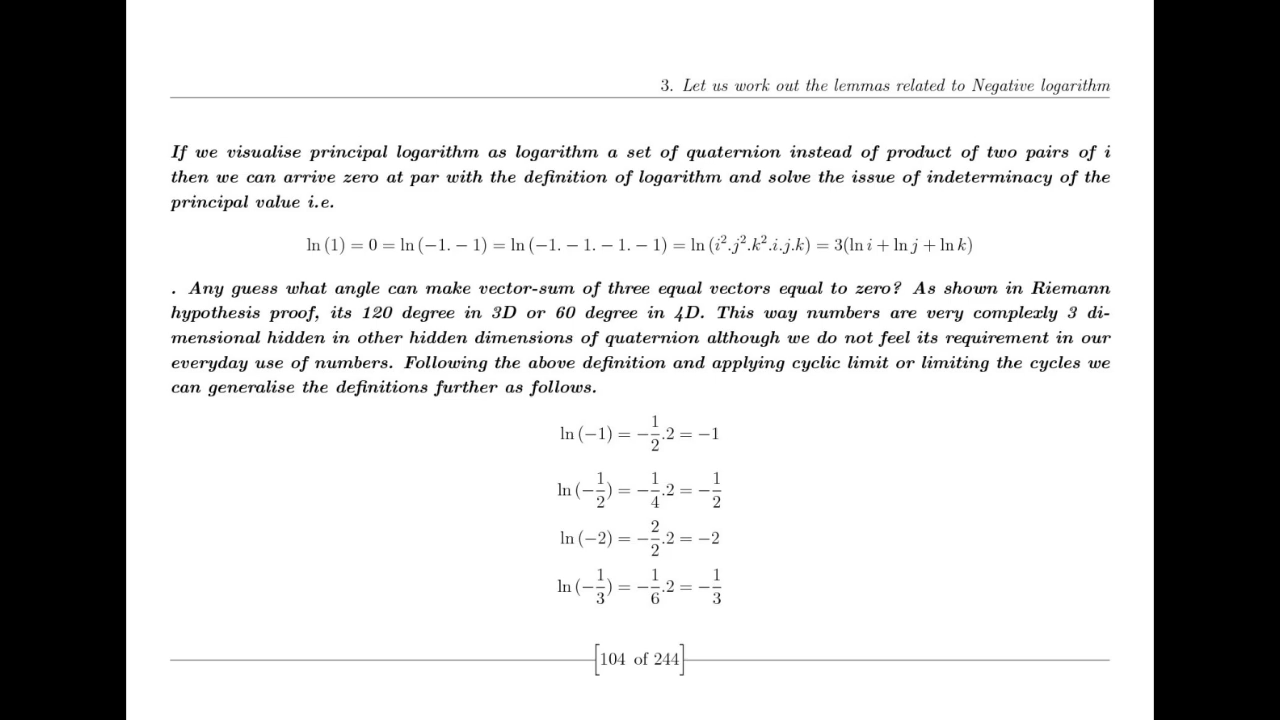 3. Let us work out the lemmas related to Negative logarithm
If we visualise principal logarithm as logarithm a set of quaternion instead of product of two pairs of i
then we can arrive zero at par with the definition of logarithm and solve the issue of indeterminacy of the
principal value i.e.
ln (1) = 0 = ln (−1. − 1) = ln (−1. − 1. − 1. − 1) = ln (i².j².k².i.j.k) = 3(ln i + ln j + ln k)
. Any guess what angle can make vector-sum of three equal vectors equal to zero? As shown in Riemann
hypothesis proof, its 120 degree in 3D or 60 degree in 4D. This way numbers are very complexly 3 di-
mensional hidden in other hidden dimensions of quaternion although we do not feel its requirement in our
everyday use of numbers. Following the above definition and applying cyclic limit or limiting the cycles we
can generalise the definitions further as follows.
ln (−1) = −1/2.2 = −1
ln (−1/2) = −1/4.2 = −1/2
ln (−2) = −2/2.2 = −2
ln (−1/3) = −1/6.2 = −1/3
[104 of 244]